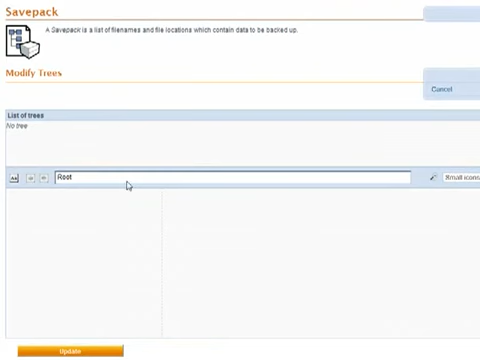 Savepack
A Savepack is a list of filenames and file locations which contain data to be backed up.
Modify Trees
Cancel
List of trees
No tree
Root
Small icons
Update